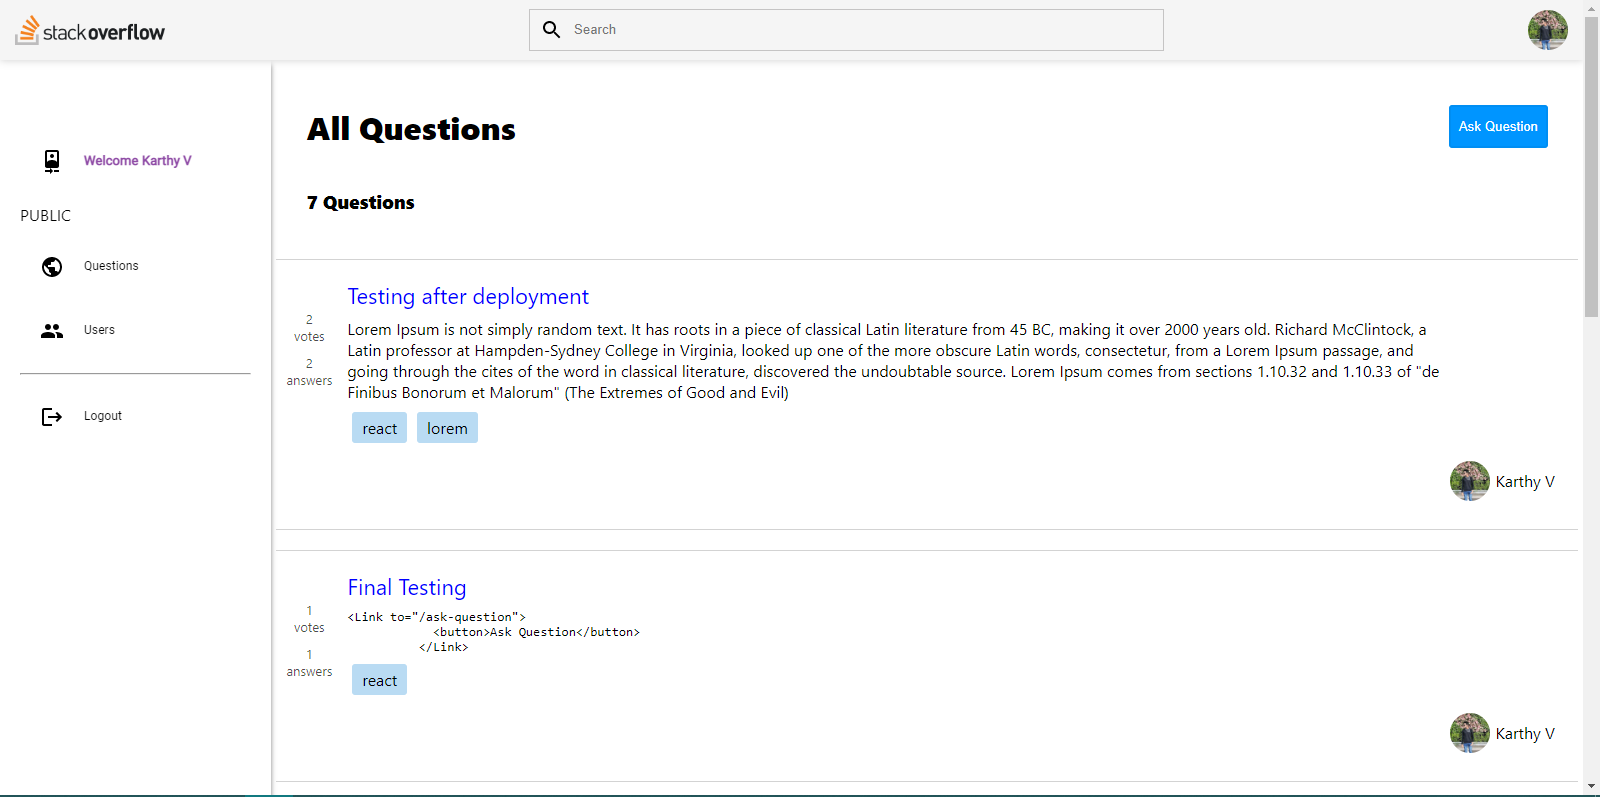 stackoverflow
Search
Welcome Karthy V
PUBLIC
Questions
Users
Logout
All Questions
Ask Question
7 Questions
2
votes
2
answers
Testing after deployment
Lorem Ipsum is not simply random text. It has roots in a piece of classical Latin literature from 45 BC, making it over 2000 years old. Richard McClintock, a
Latin professor at Hampden-Sydney College in Virginia, looked up one of the more obscure Latin words, consectetur, from a Lorem Ipsum passage, and
going through the cites of the word in classical literature, discovered the undoubtable source. Lorem Ipsum comes from sections 1.10.32 and 1.10.33 of "de
Finibus Bonorum et Malorum" (The Extremes of Good and Evil)
react lorem
Karthy V
1
votes
1
answers
Final Testing
<Link to="/ask-question">
<button>Ask Question</button>
</Link>
react
Karthy V